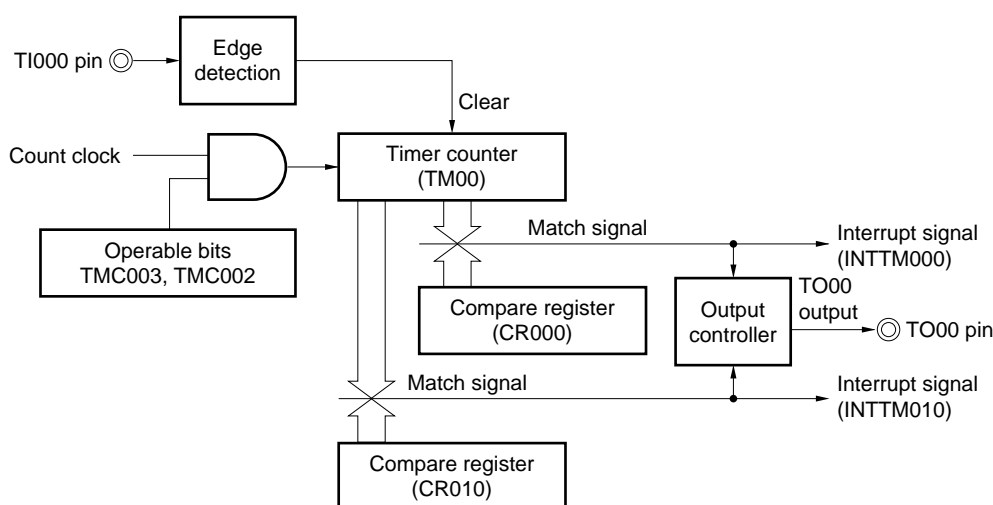 Edge
detection
TI000 pin
Clear
Count clock
Timer counter
(TM00)
Operable bits
TMC003, TMC002
Match signal
Interrupt signal
(INTTM000)
Compare register
(CR000)
Output
controller
TO00
output
TO00 pin
Match signal
Interrupt signal
(INTTM010)
Compare register
(CR010)